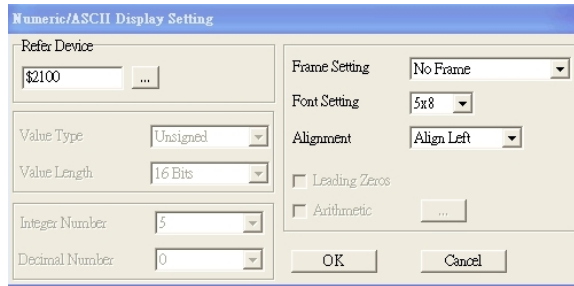 Numeric/ASCII Display Setting
Refer Device
$2100
...
Value Type
Unsigned
Value Length
16 Bits
Integer Number
5
Decimal Number
0
Frame Setting
No Frame
Font Setting
5x8
Alignment
Align Left
Leading Zeros
Arithmetic
...
OK
Cancel